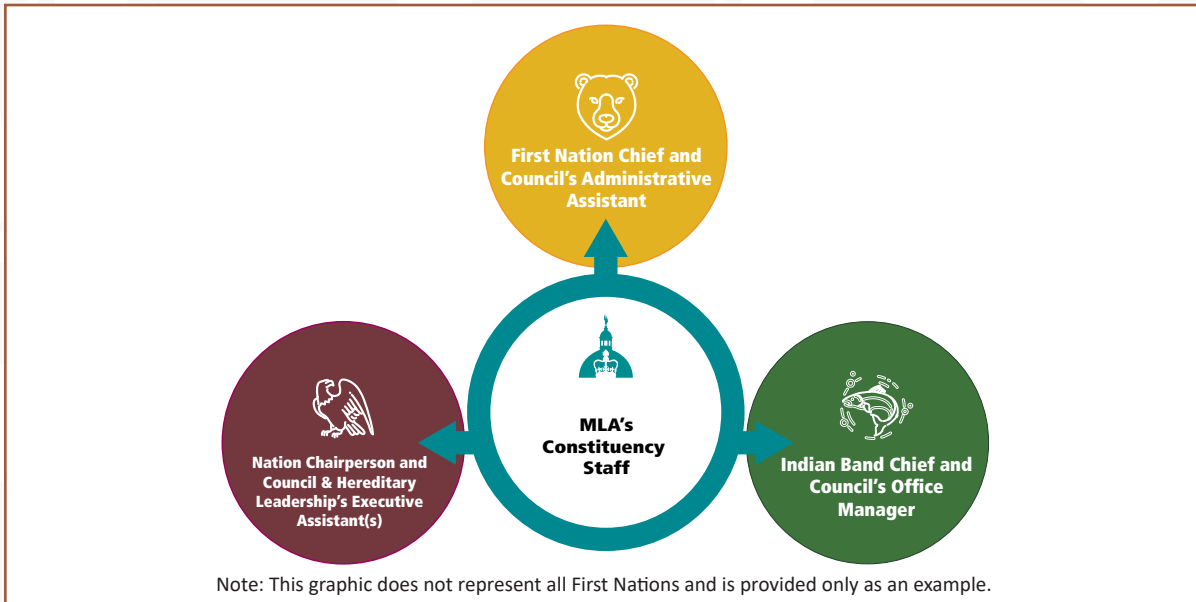 First Nation Chief and
Council's Administrative
Assistant
MLA's
Constituency
Staff
Nation Chairperson and
Council & Hereditary
Leadership's Executive
Assistant(s)
Indian Band Chief and
Council's Office
Manager
Note: This graphic does not represent all First Nations and is provided only as an example.